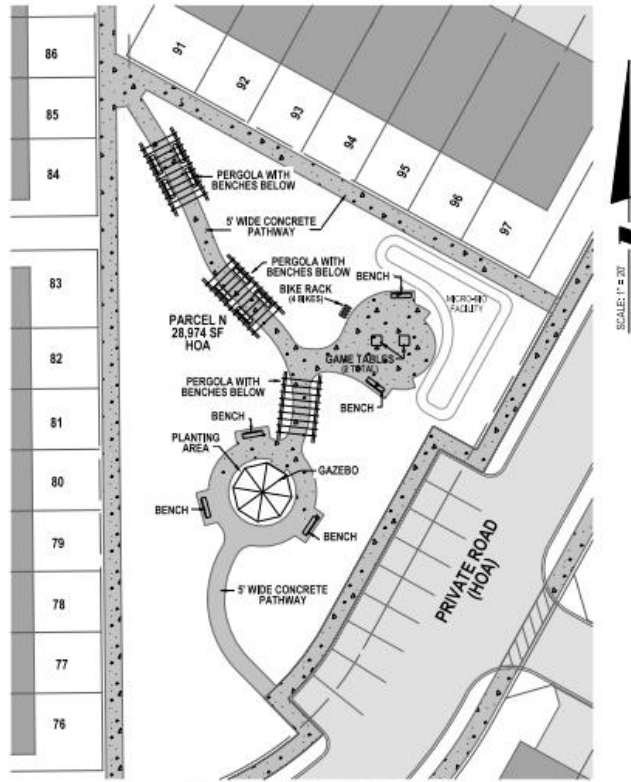 86
85
84
83
82
81
80
79
78
77
76
91
92
93
94
95
96
97
PERGOLA WITH
BENCHES BELOW
5' WIDE CONCRETE
PATHWAY
PERGOLA WITH
BENCHES BELOW
BENCH
BIKE RACK
(4 BIKES)
MICRO-BIO
FACILITY
PARCEL N
28,974 SF
HOA
GAME TABLES
(2 TOTAL)
PERGOLA WITH
BENCHES BELOW
BENCH
BENCH
PLANTING
AREA
GAZEBO
BENCH
BENCH
5' WIDE CONCRETE
PATHWAY
PRIVATE ROAD
(HOA)
SCALE: 1" = 20'